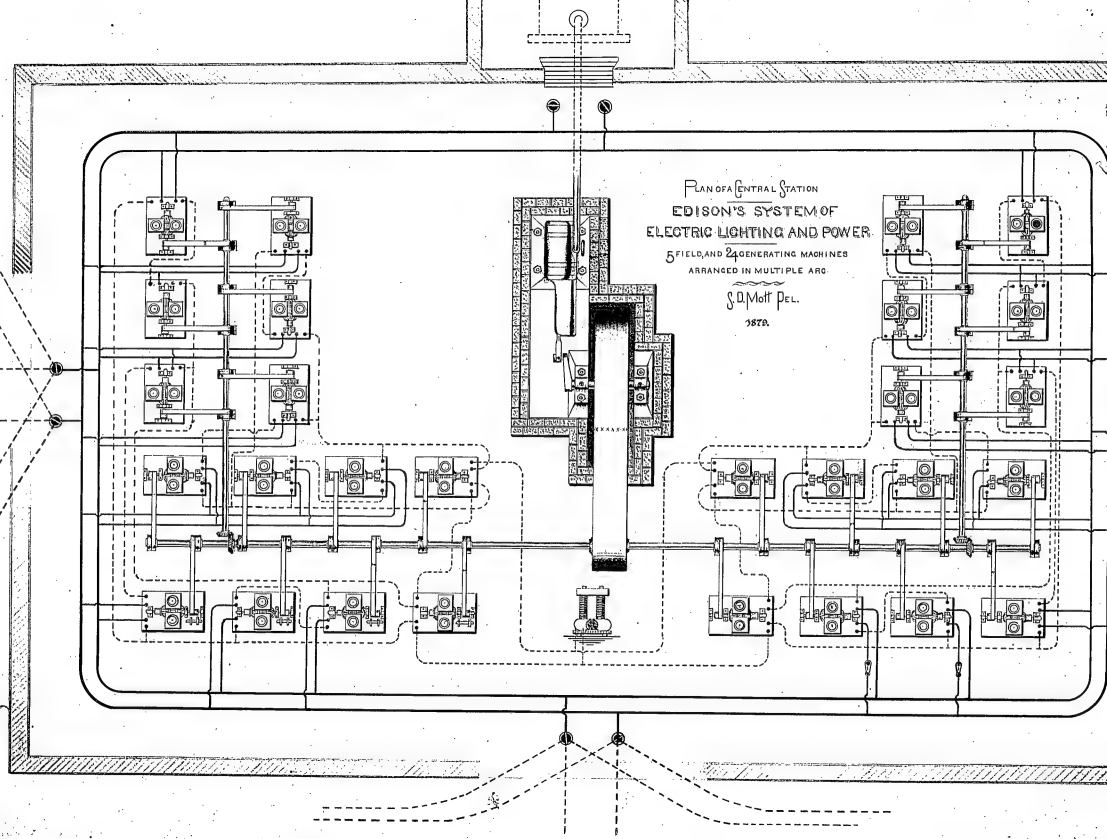 PLAN OF A CENTRAL STATION
EDISON'S SYSTEM OF
ELECTRIC LIGHTING AND POWER
5 FIELD, AND 24 GENERATING MACHINES
ARRANGED IN MULTIPLE ARC.
S. D. Mott Pel.
1879.